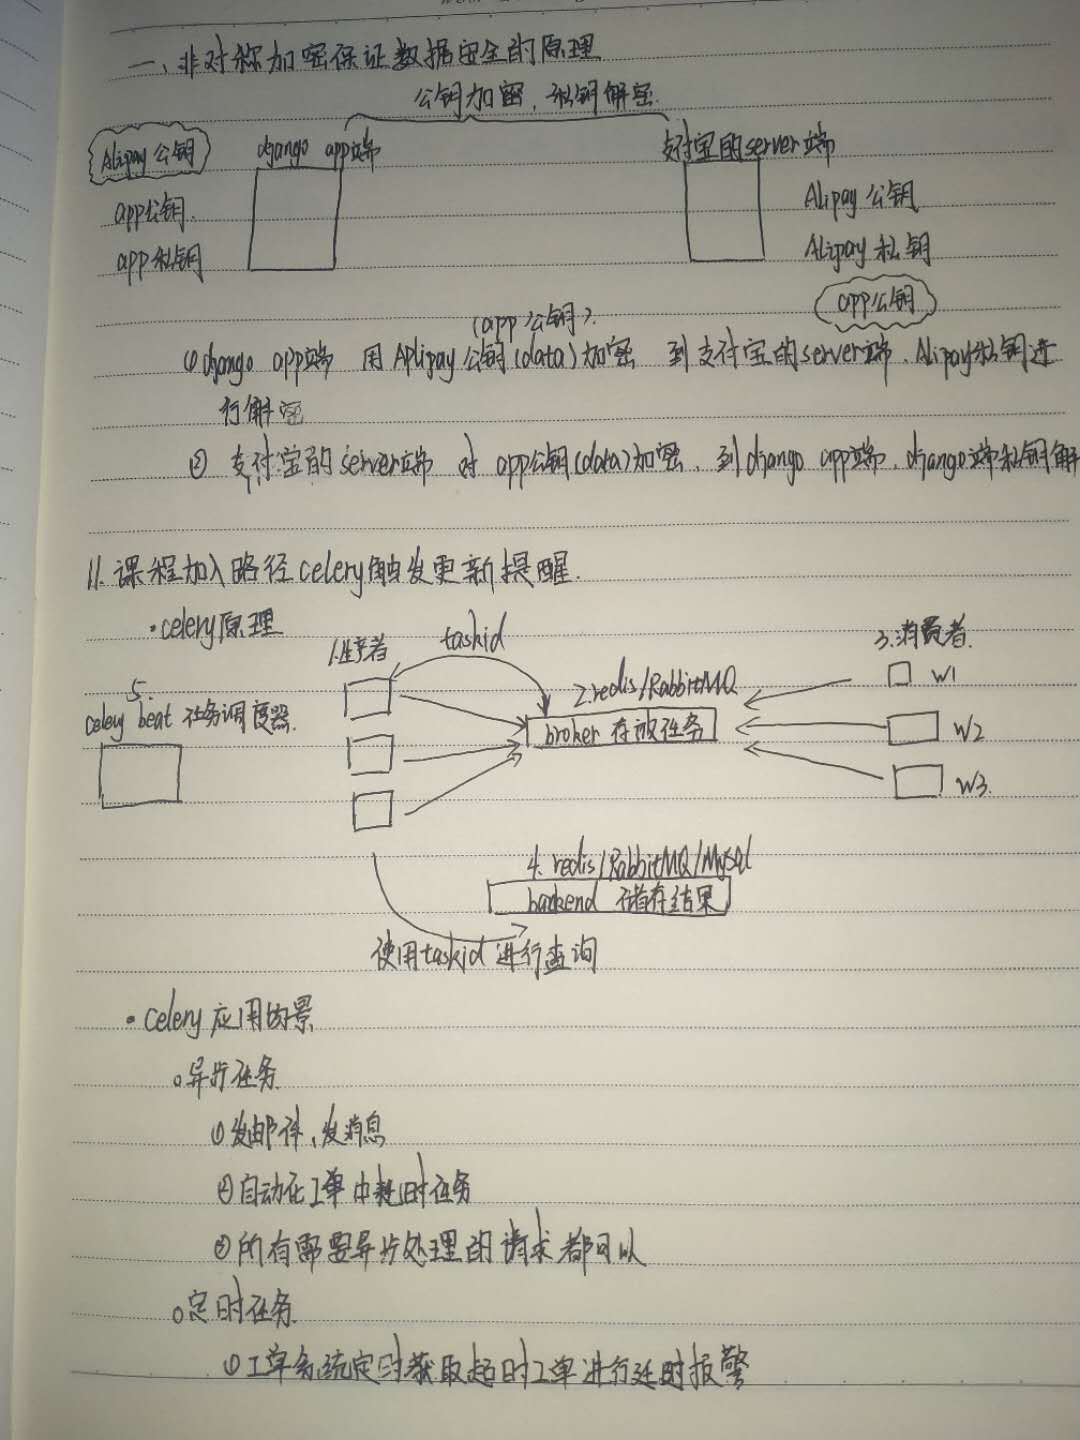 一、非对称加密保证数据安全的原理
公钥加密,私钥解密
Alipay公钥 django app端 支付宝的server端
app公钥 Alipay公钥
app私钥 Alipay私钥
app公钥
(app公钥)
①django app端 用Aplipay公钥(data)加密 到支付宝的server端,Alipay私钥进
行解密
② 支付宝的server端 对 app公钥(data)加密,到django app端,django端私钥解
11.课程加入路径celery触发更新提醒.
·celery原理
1.生产者 taskid 3.消费者
5. 2.redis/RabbitMQ W1
celey beat 任务调度器. broker 存放任务 W2
W3.
4. redis/RabbitMQ/Mysql
backend 储存结果
使用taskid 进行查询
·Celery 应用场景
○异步任务
①发邮件,发消息
②自动化工单中耗时任务
③所有需要异步处理的请求都可以
○定时任务
①工单系统定时获取超时工单进行延时报警